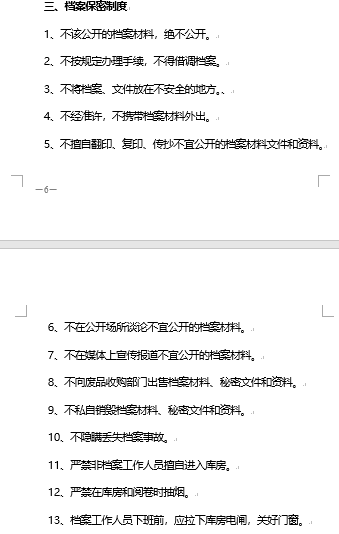 三、档案保密制度
1、不该公开的档案材料，绝不公开。
2、不按规定办理手续，不得借调档案。
3、不将档案、文件放在不安全的地方。、
4、不经准许，不携带档案材料外出。
5、不擅自翻印、复印、传抄不宜公开的档案材料文件和资料。
—6—
6、不在公开场所谈论不宜公开的档案材料。
7、不在媒体上宣传报道不宜公开的档案材料。
8、不向废品收购部门出售档案材料、秘密文件和资料。
9、不私自销毁档案材料、秘密文件和资料。
10、不隐瞒丢失档案事故。
11、严禁非档案工作人员擅自进入库房。
12、严禁在库房和阅卷时抽烟。
13、档案工作人员下班前，应拉下库房电闸，关好门窗。